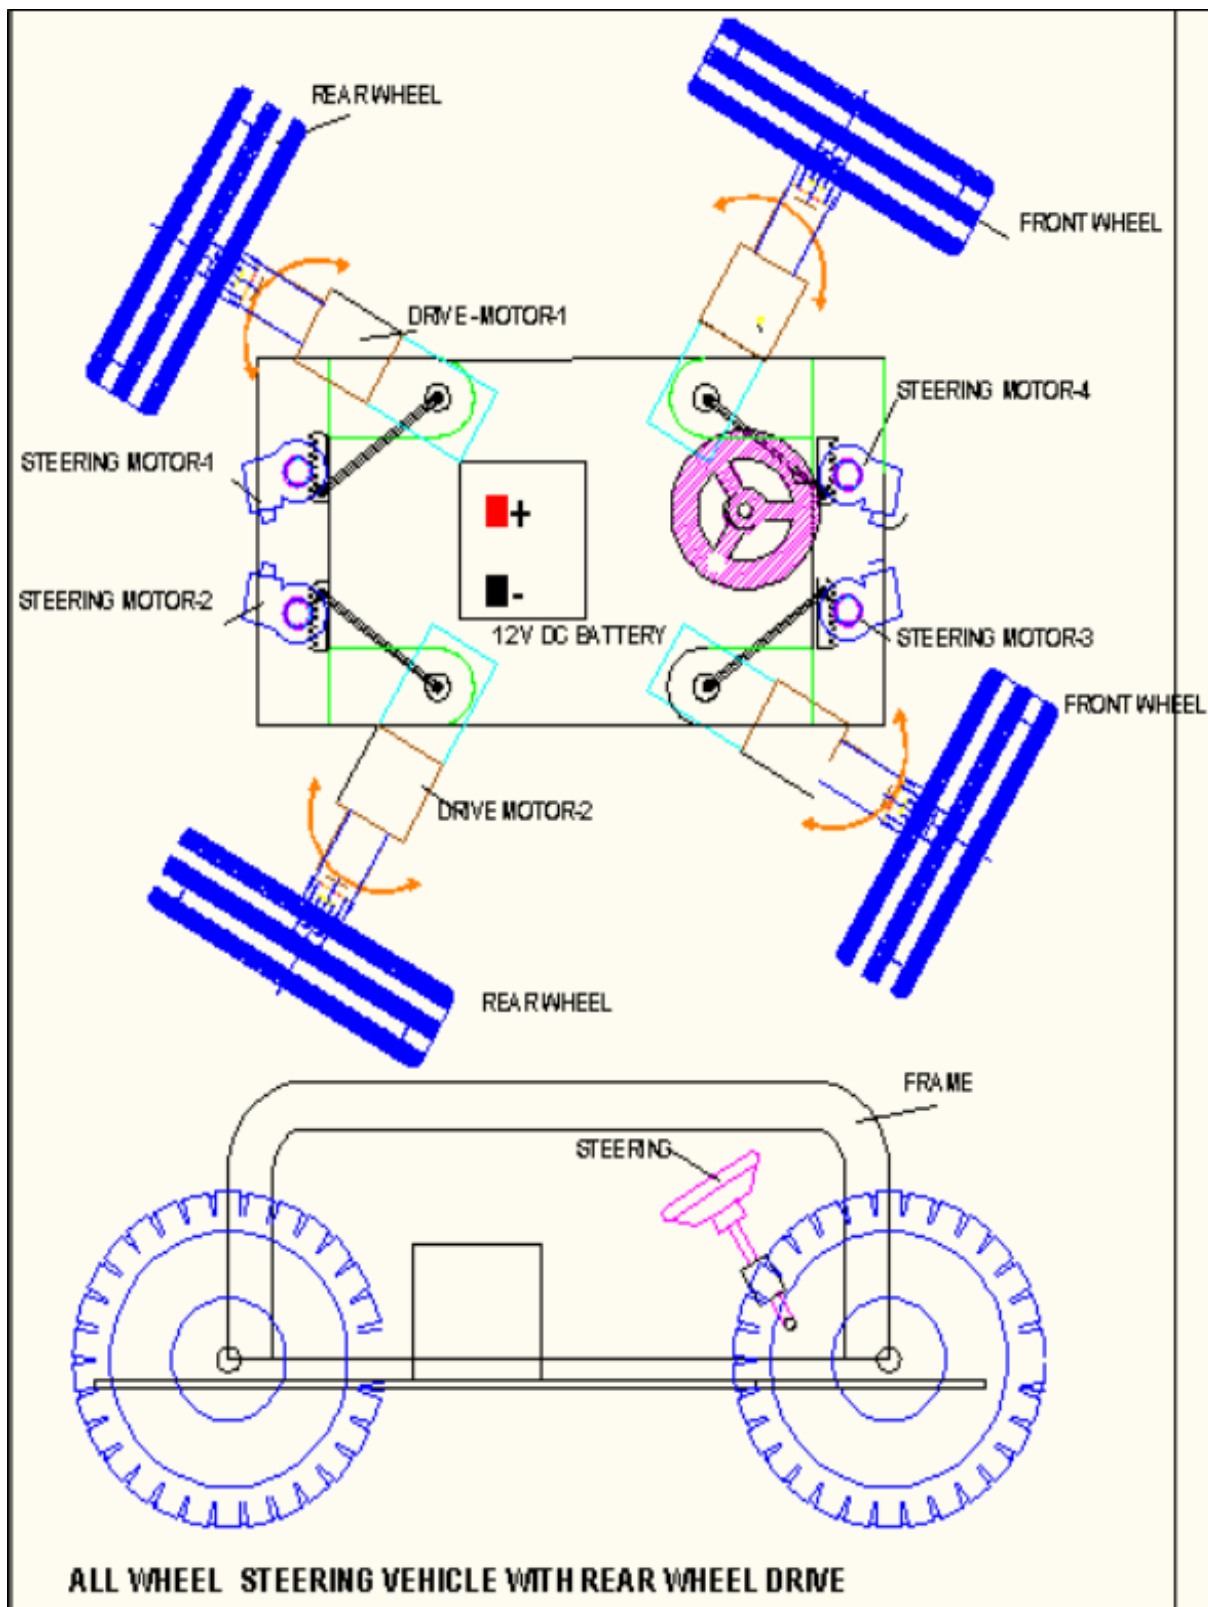 REAR WHEEL
FRONT WHEEL
DRIVE-MOTOR-1
STEERING MOTOR-4
STEERING MOTOR-1
+
-
STEERING MOTOR-2
12V DC BATTERY
STEERING MOTOR-3
FRONT WHEEL
DRIVE MOTOR-2
REAR WHEEL
FRAME
STEERING
ALL WHEEL STEERING VEHICLE WITH REAR WHEEL DRIVE